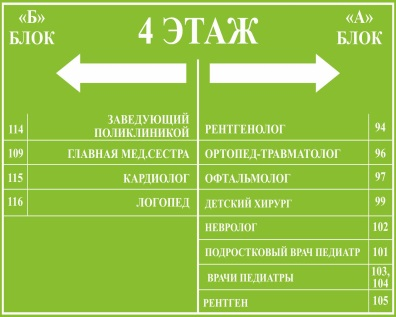 «Б»
БЛОК
4 ЭТАЖ
«А»
БЛОК
114 ЗАВЕДУЮЩИЙ
ПОЛИКЛИНИКОЙ
109 ГЛАВНАЯ МЕД.СЕСТРА
115 КАРДИОЛОГ
116 ЛОГОПЕД
РЕНТГЕНОЛОГ 94
ОРТОПЕД-ТРАВМАТОЛОГ 96
ОФТАЛЬМОЛОГ 97
ДЕТСКИЙ ХИРУРГ 99
НЕВРОЛОГ 102
ПОДРОСТКОВЫЙ ВРАЧ ПЕДИАТР 101
ВРАЧИ ПЕДИАТРЫ 103,
104
РЕНТГЕН 105